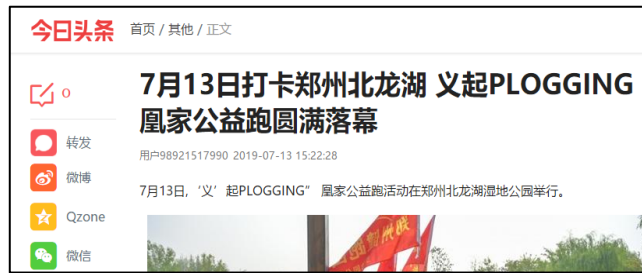 今日头条 首页 / 其他 / 正文
7月13日打卡郑州北龙湖 义起PLOGGING
凰家公益跑圆满落幕
0
转发
用户98921517990 2019-07-13 15:22:28
微博
7月13日,‘义’起PLOGGING” 凰家公益跑活动在郑州北龙湖湿地公园举行。
Qzone
微信